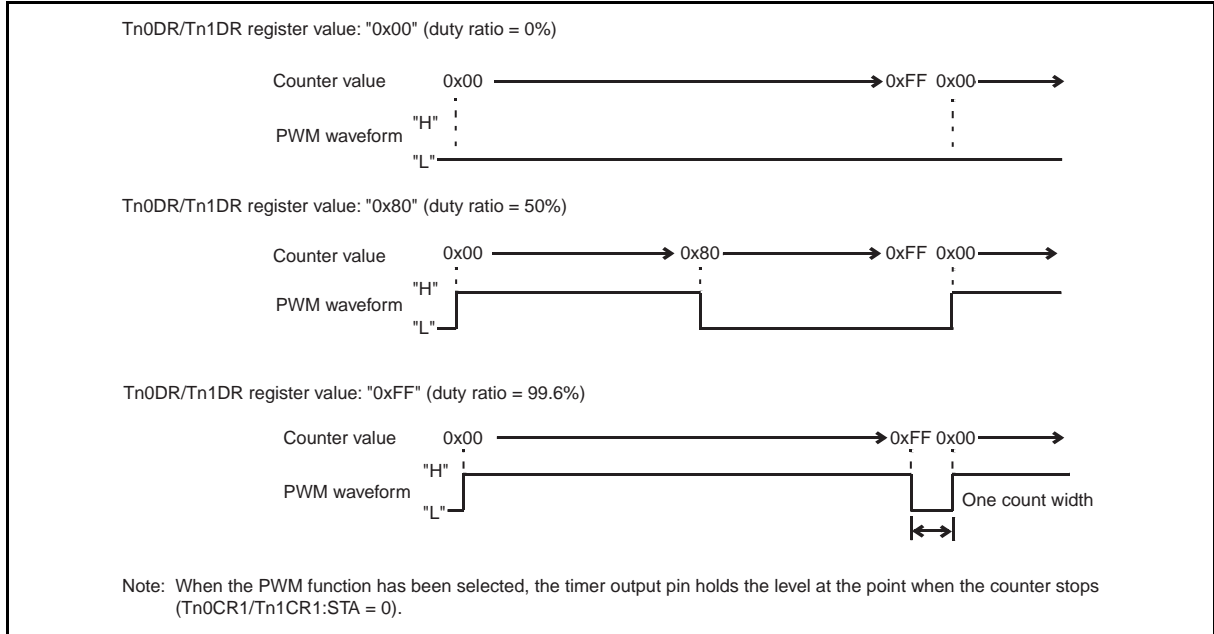 Tn0DR/Tn1DR register value: "0x00" (duty ratio = 0%)
Counter value 0x00 0xFF 0x00
"H"
PWM waveform
"L"
Tn0DR/Tn1DR register value: "0x80" (duty ratio = 50%)
Counter value 0x00 0x80 0xFF 0x00
"H"
PWM waveform
"L"
Tn0DR/Tn1DR register value: "0xFF" (duty ratio = 99.6%)
Counter value 0x00 0xFF 0x00
"H"
PWM waveform
"L"
One count width
Note: When the PWM function has been selected, the timer output pin holds the level at the point when the counter stops
(Tn0CR1/Tn1CR1:STA = 0).